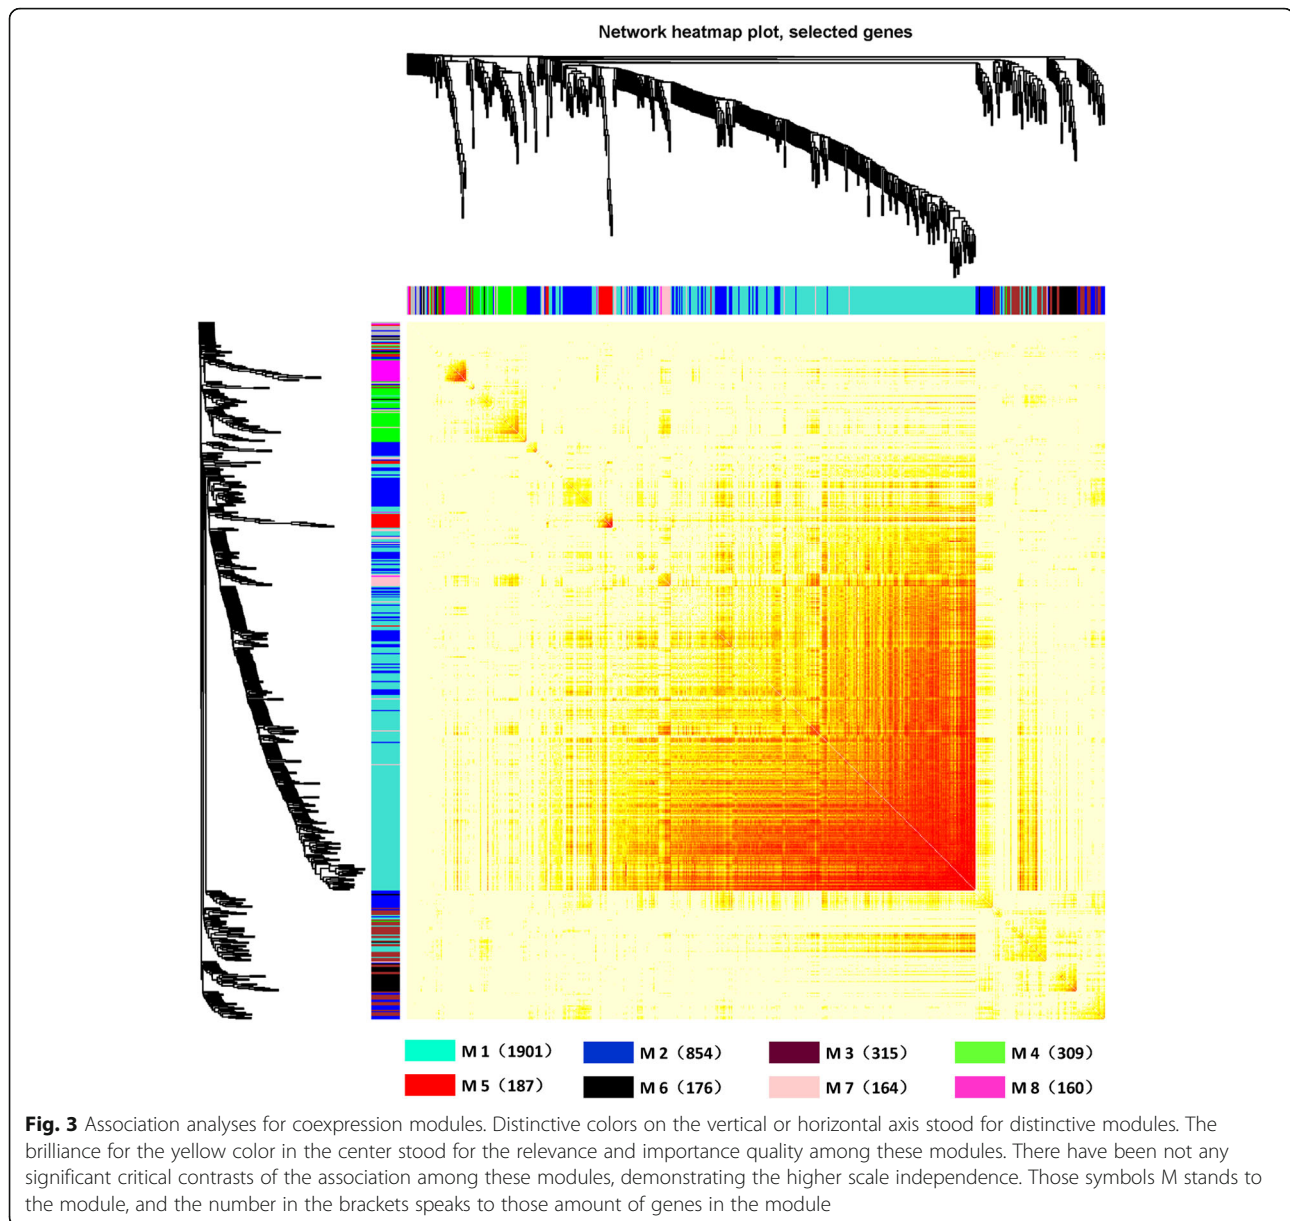 Network heatmap plot, selected genes
M 1（1901） M 2（854） M 3（315） M 4（309）
M 5（187） M 6（176） M 7（164） M 8（160）
Fig. 3 Association analyses for coexpression modules. Distinctive colors on the vertical or horizontal axis stood for distinctive modules. The
brilliance for the yellow color in the center stood for the relevance and importance quality among these modules. There have been not any
significant critical contrasts of the association among these modules, demonstrating the higher scale independence. Those symbols M stands to
the module, and the number in the brackets speaks to those amount of genes in the module